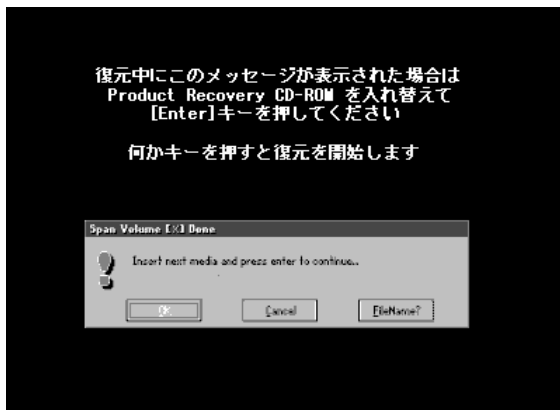 復元中にこのメッセージが表示された場合は
Product Recovery CD-ROM を入れ替えて
[Enter]キーを押してください
何かキーを押すと復元を開始します
Span Volume [X] Done
Insert next media and press enter to continue..
OK
Cancel
FileName?